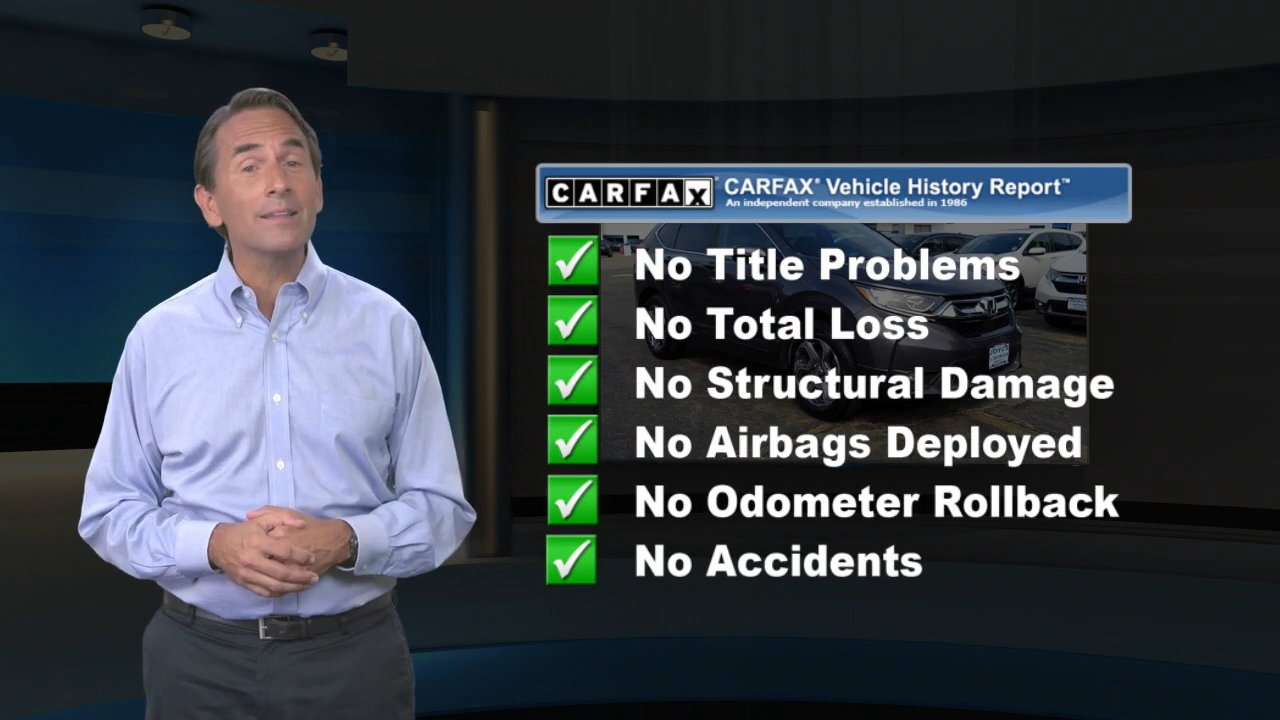 CARFAX CARFAX® Vehicle History Report™
An independent company established in 1986
No Title Problems
No Total Loss
No Structural Damage
No Airbags Deployed
No Odometer Rollback
No Accidents